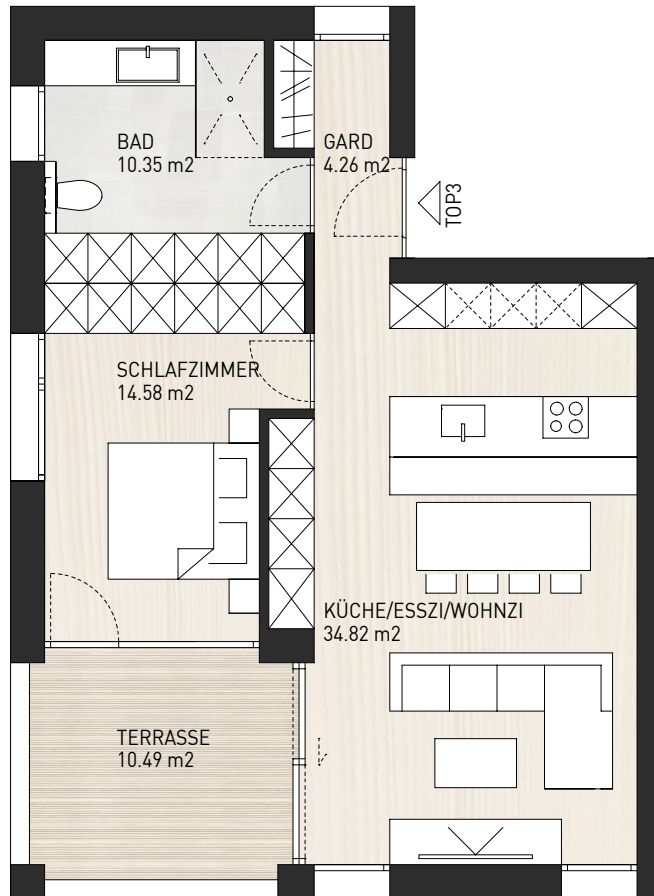 BAD
10.35 m2
GARD
4.26 m2
TOP3
SCHLAFZIMMER
14.58 m2
KÜCHE/ESSZI/WOHNZI
34.82 m2
TERRASSE
10.49 m2